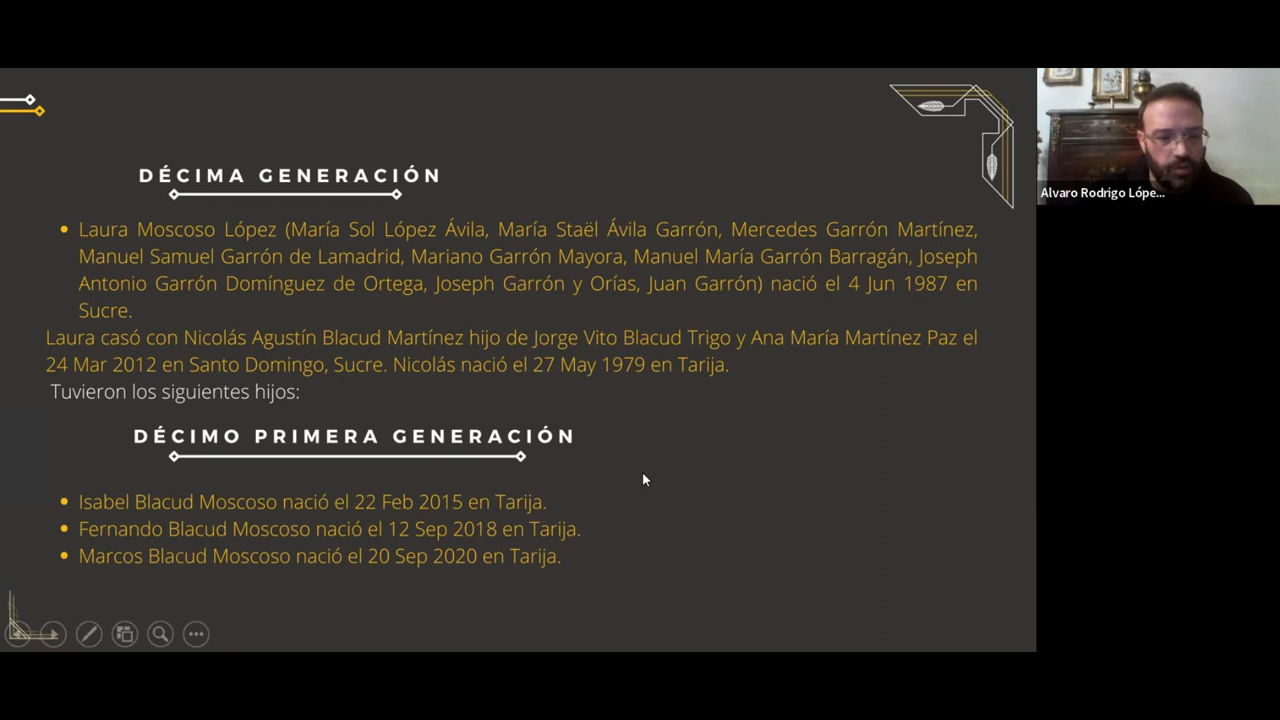 DÉCIMA GENERACIÓN
Laura Moscoso López (María Sol López Ávila, María Staël Ávila Garrón, Mercedes Garrón Martínez,
Manuel Samuel Garrón de Lamadrid, Mariano Garrón Mayora, Manuel María Garrón Barragán, Joseph
Antonio Garrón Domínguez de Ortega, Joseph Garrón y Orías, Juan Garrón) nació el 4 Jun 1987 en
Sucre.
Laura casó con Nicolás Agustín Blacud Martínez hijo de Jorge Vito Blacud Trigo y Ana María Martínez Paz el
24 Mar 2012 en Santo Domingo, Sucre. Nicolás nació el 27 May 1979 en Tarija.
Tuvieron los siguientes hijos:
DÉCIMO PRIMERA GENERACIÓN
Isabel Blacud Moscoso nació el 22 Feb 2015 en Tarija.
Fernando Blacud Moscoso nació el 12 Sep 2018 en Tarija.
Marcos Blacud Moscoso nació el 20 Sep 2020 en Tarija.
Alvaro Rodrigo Lópe...